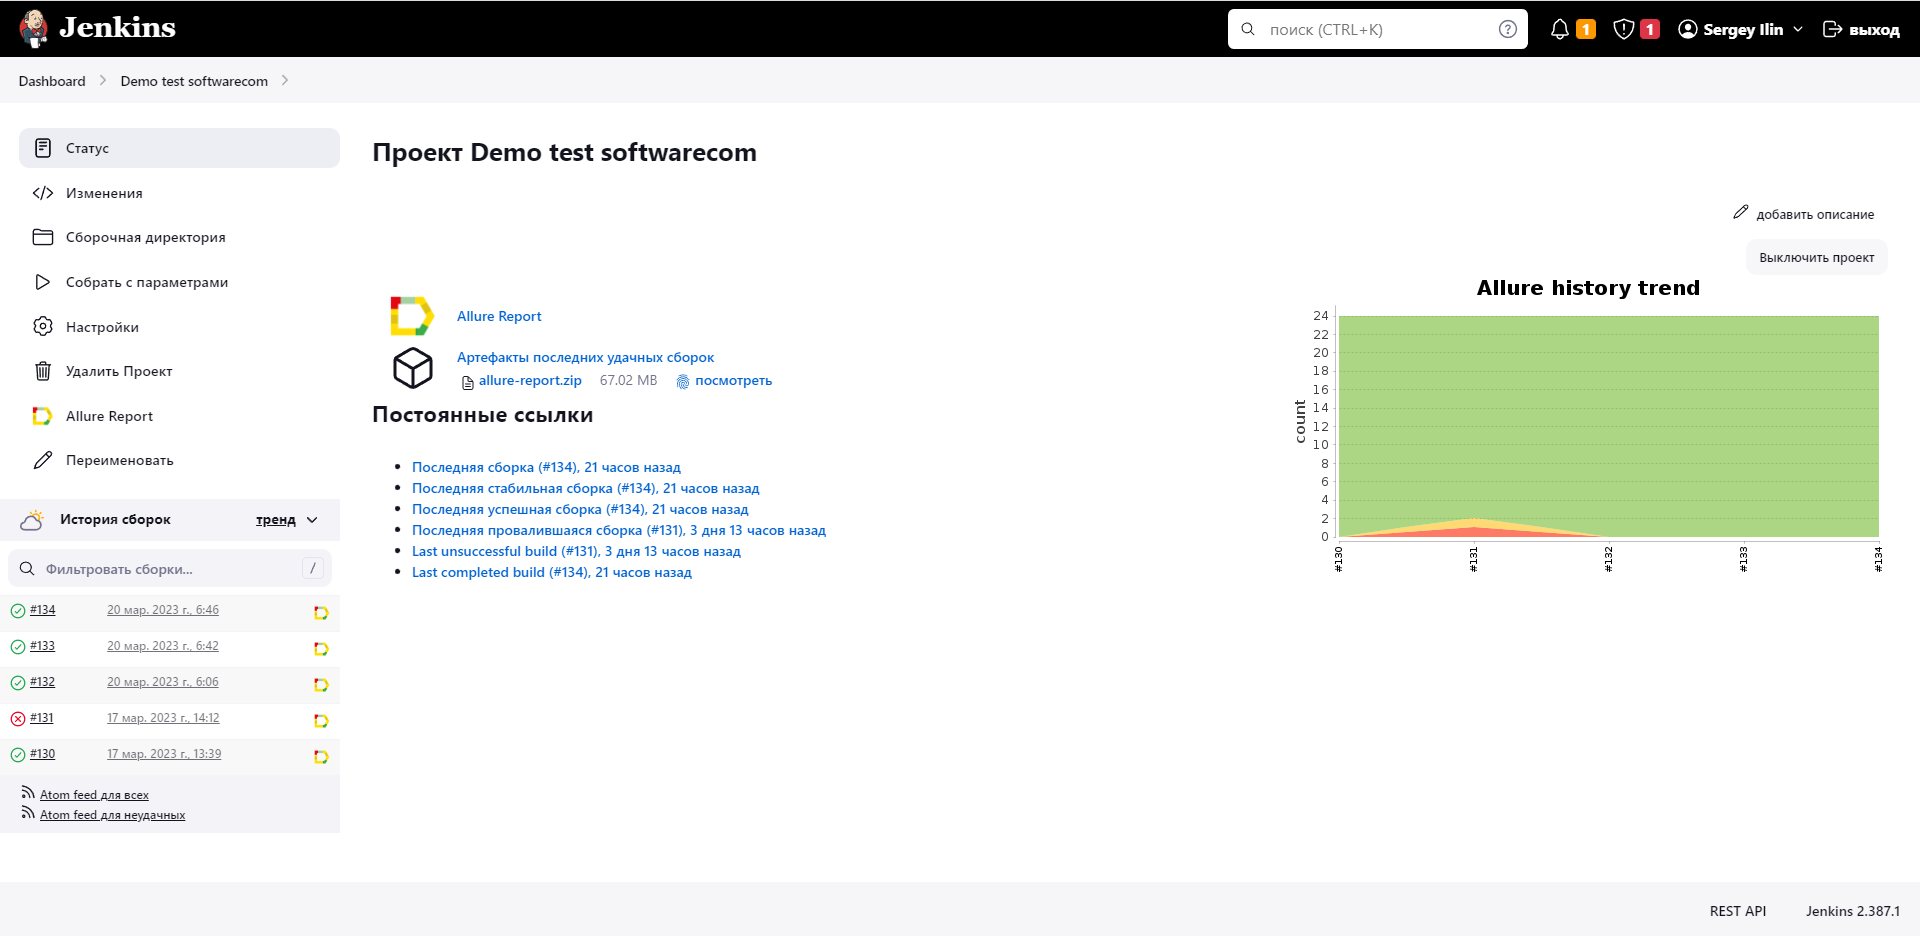 Jenkins
поиск (CTRL+K)
1
1
Sergey Ilin
выход
Dashboard
Demo test softwarecom
Статус
Изменения
Сборочная директория
Собрать с параметрами
Настройки
Удалить Проект
Allure Report
Переименовать
История сборок
тренд
Фильтровать сборки...
/
#134 20 мар. 2023 г., 6:46
#133 20 мар. 2023 г., 6:42
#132 20 мар. 2023 г., 6:06
#131 17 мар. 2023 г., 14:12
#130 17 мар. 2023 г., 13:39
Atom feed для всех
Atom feed для неудачных
Проект Demo test softwarecom
добавить описание
Выключить проект
Allure Report
Артефакты последних удачных сборок
allure-report.zip 67.02 MB посмотреть
Постоянные ссылки
Последняя сборка (#134), 21 часов назад
Последняя стабильная сборка (#134), 21 часов назад
Последняя успешная сборка (#134), 21 часов назад
Последняя провалившаяся сборка (#131), 3 дня 13 часов назад
Last unsuccessful build (#131), 3 дня 13 часов назад
Last completed build (#134), 21 часов назад
Allure history trend
count
24
22
20
18
16
14
12
10
8
6
4
2
0
#130
#131
#132
#133
#134
REST API
Jenkins 2.387.1